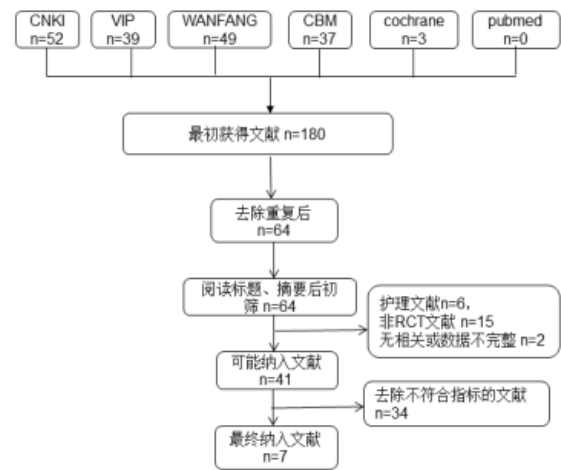 CNKI
n=52
VIP
n=39
WANFANG
n=49
CBM
n=37
cochrane
n=3
pubmed
n=0
最初获得文献 n=180
去除重复后
n=64
阅读标题、摘要后初
筛 n=64
护理文献n=6,
非RCT文献 n=15
无相关或数据不完整 n=2
可能纳入文献
n=41
去除不符合指标的文献
n=34
最终纳入文献
n=7